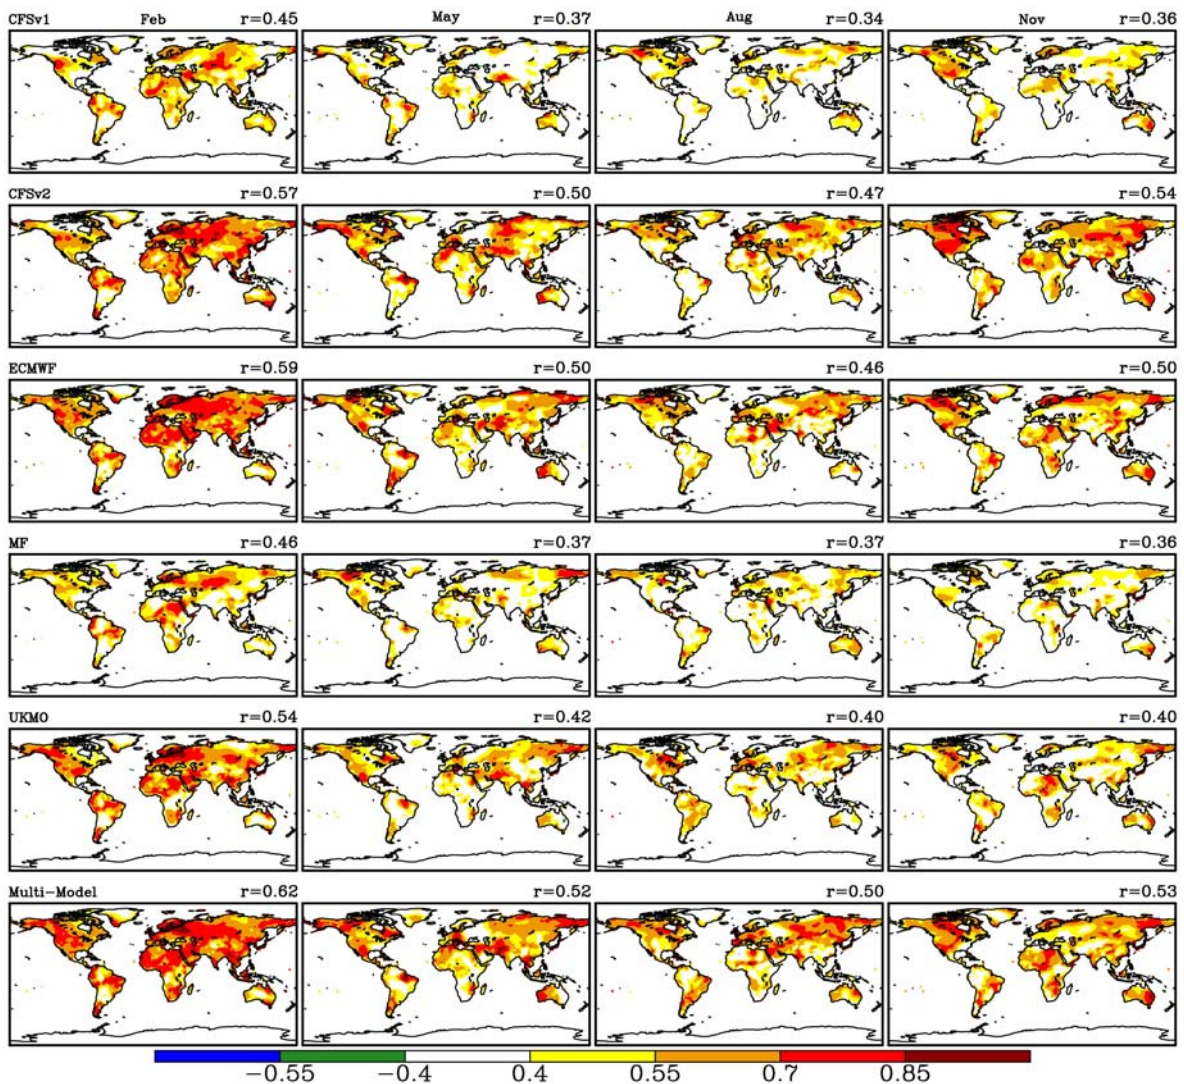 CFSv1 Feb r=0.45 May r=0.37 Aug r=0.34 Nov r=0.36
CFSv2 r=0.57 r=0.50 r=0.47 r=0.54
ECMWF r=0.59 r=0.50 r=0.46 r=0.50
MF r=0.46 r=0.37 r=0.37 r=0.36
UKMO r=0.54 r=0.42 r=0.40 r=0.40
Multi-Model r=0.62 r=0.52 r=0.50 r=0.53
−0.55 −0.4 0.4 0.55 0.7 0.85